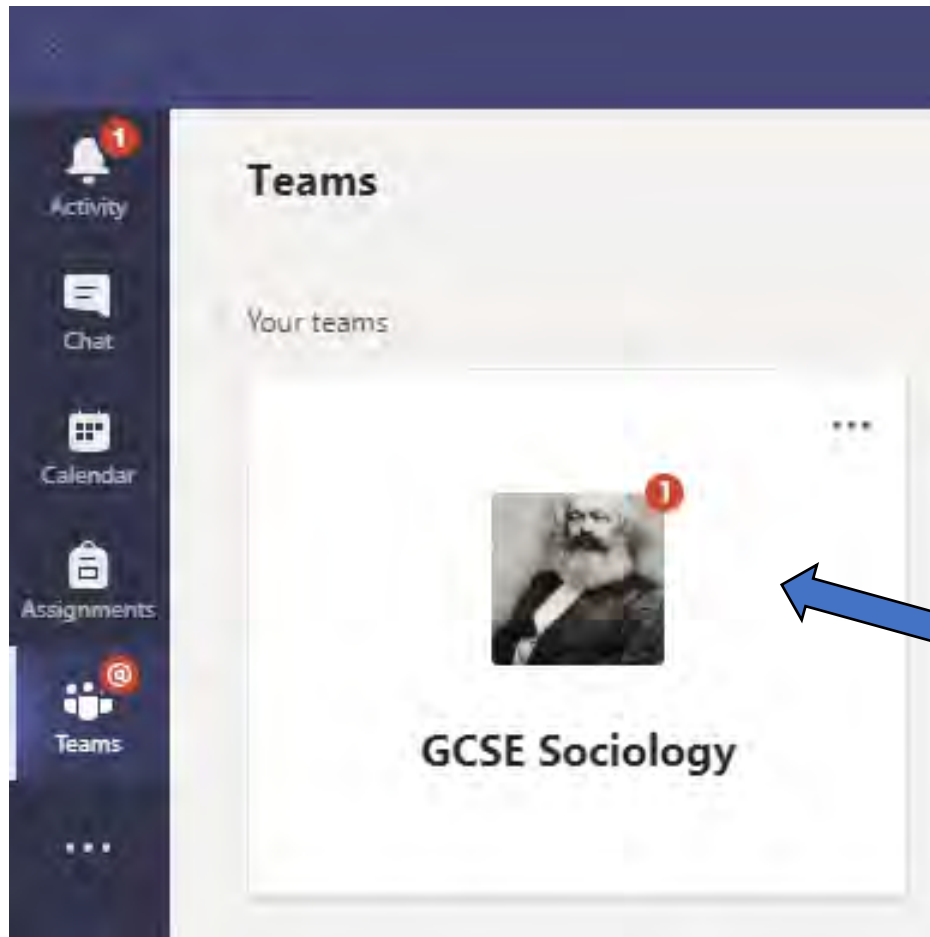 1
Activity
Chat
Calendar
Assignments
@
Teams
...
Teams
Your teams
...
1
GCSE Sociology